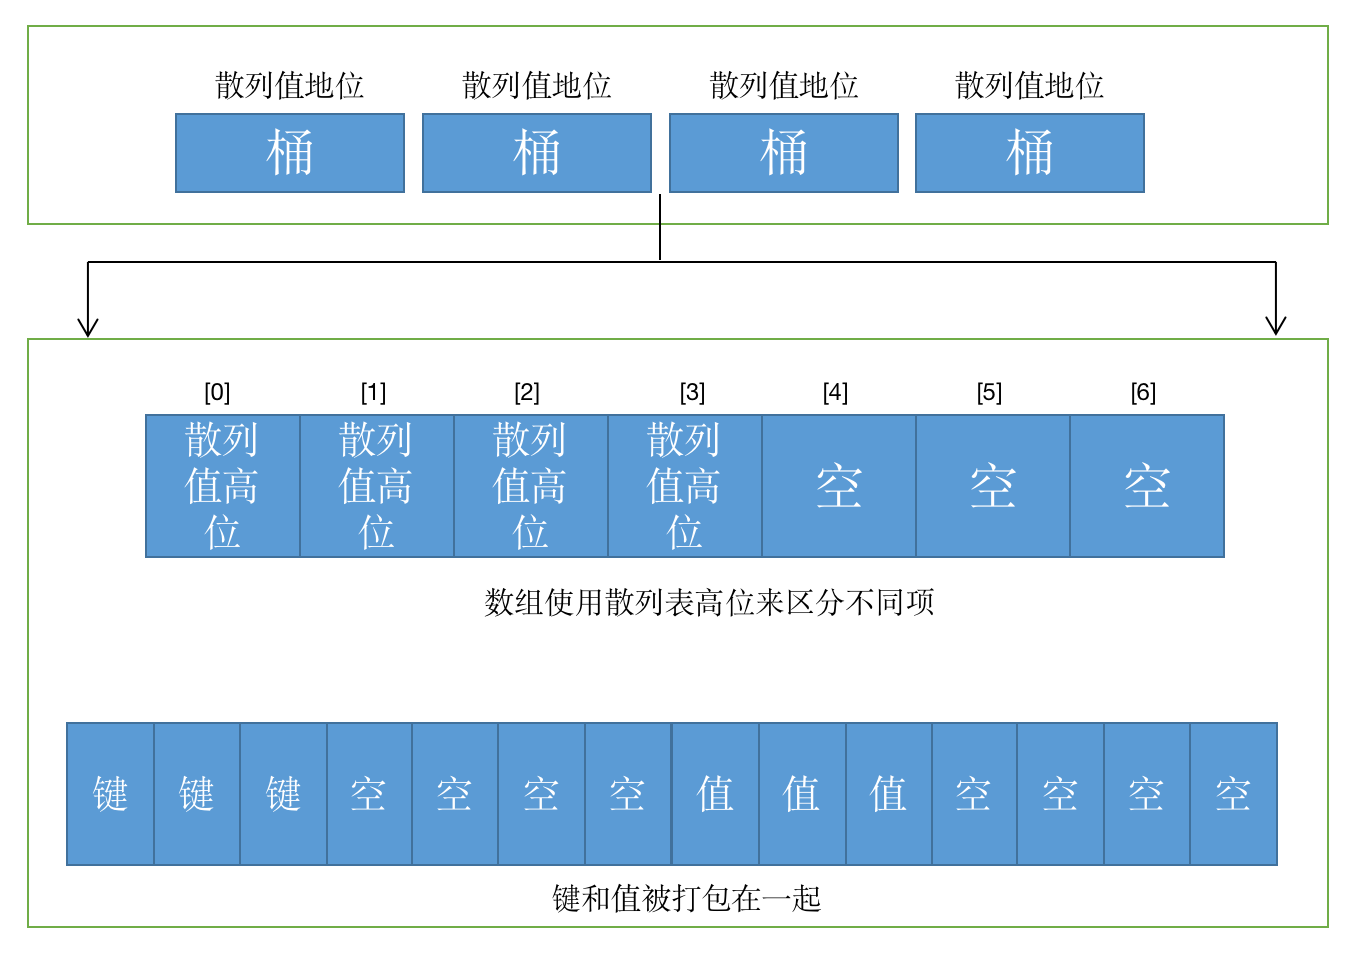 散列值地位 散列值地位 散列值地位 散列值地位
桶 桶 桶 桶
[0] [1] [2] [3] [4] [5] [6]
散列 散列 散列 散列
值高 值高 值高 值高 空 空 空
位 位 位 位
数组使用散列表高位来区分不同项
键 键 键 空 空 空 空 值 值 值 空 空 空 空
键和值被打包在一起